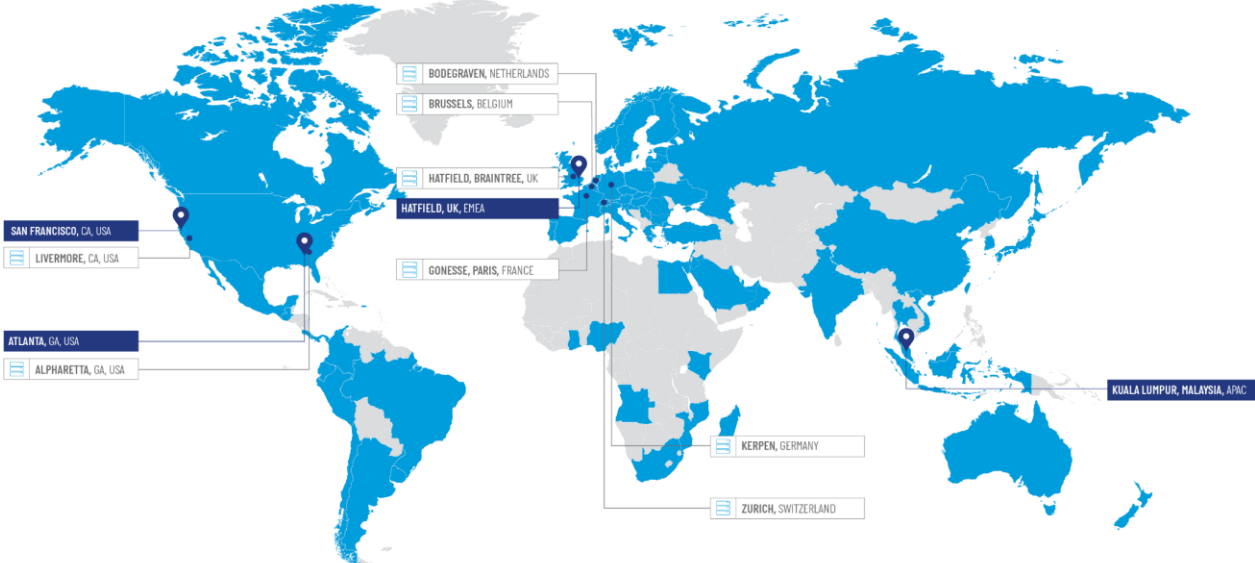 BODEGRAVEN, NETHERLANDS
BRUSSELS, BELGIUM
HATFIELD, BRAINTREE, UK
HATFIELD, UK, EMEA
SAN FRANCISCO, CA, USA
LIVERMORE, CA, USA
GONESSE, PARIS, FRANCE
ATLANTA, GA, USA
ALPHARETTA, GA, USA
KUALA LUMPUR, MALAYSIA, APAC
KERPEN, GERMANY
ZURICH, SWITZERLAND